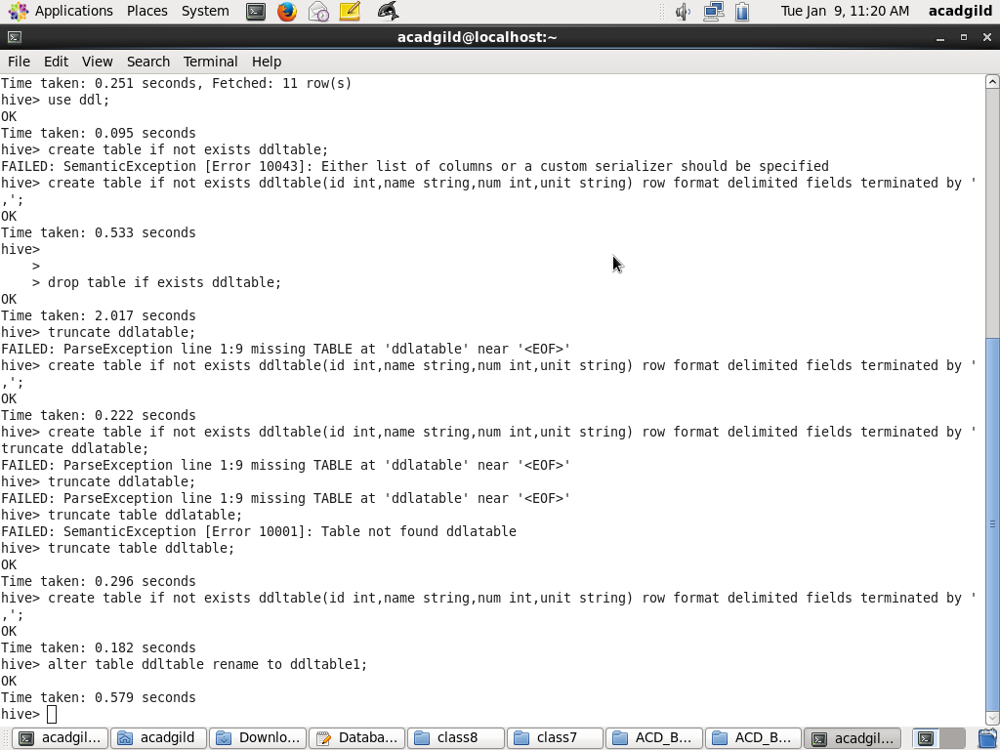 Applications Places System Tue Jan 9, 11:20 AM acadgild
acadgild@localhost:~
File Edit View Search Terminal Help
Time taken: 0.251 seconds, Fetched: 11 row(s)
hive> use ddl;
OK
Time taken: 0.095 seconds
hive> create table if not exists ddltable;
FAILED: SemanticException [Error 10043]: Either list of columns or a custom serializer should be specified
hive> create table if not exists ddltable(id int,name string,num int,unit string) row format delimited fields terminated by '
,';
OK
Time taken: 0.533 seconds
hive>
    >
    > drop table if exists ddltable;
OK
Time taken: 2.017 seconds
hive> truncate ddlatable;
FAILED: ParseException line 1:9 missing TABLE at 'ddlatable' near '<EOF>'
hive> create table if not exists ddltable(id int,name string,num int,unit string) row format delimited fields terminated by '
,';
OK
Time taken: 0.222 seconds
hive> create table if not exists ddltable(id int,name string,num int,unit string) row format delimited fields terminated by '
truncate ddlatable;
FAILED: ParseException line 1:9 missing TABLE at 'ddlatable' near '<EOF>'
hive> truncate ddlatable;
FAILED: ParseException line 1:9 missing TABLE at 'ddlatable' near '<EOF>'
hive> truncate table ddlatable;
FAILED: SemanticException [Error 10001]: Table not found ddlatable
hive> truncate table ddltable;
OK
Time taken: 0.296 seconds
hive> create table if not exists ddltable(id int,name string,num int,unit string) row format delimited fields terminated by '
,';
OK
Time taken: 0.182 seconds
hive> alter table ddltable rename to ddltable1;
OK
Time taken: 0.579 seconds
hive>
acadgil... acadgild Downlo... Databa... class8 class7 ACD_B... ACD_B... acadgil...